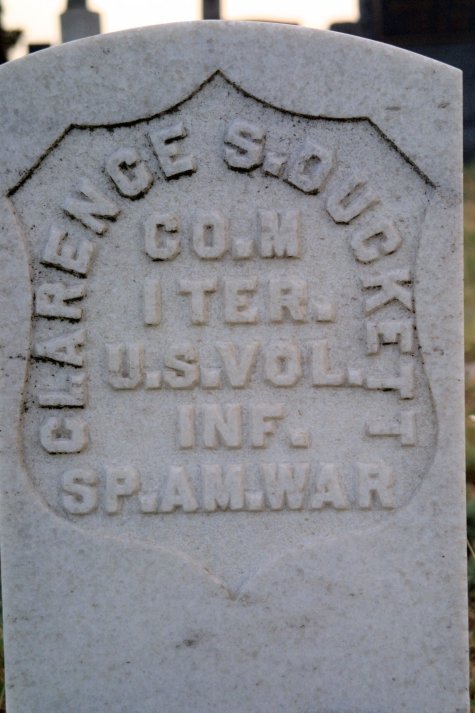 CLARENCE S. DUCKETT
CO. M
1 TER.
U.S. VOL.
INF.
SP. AM. WAR